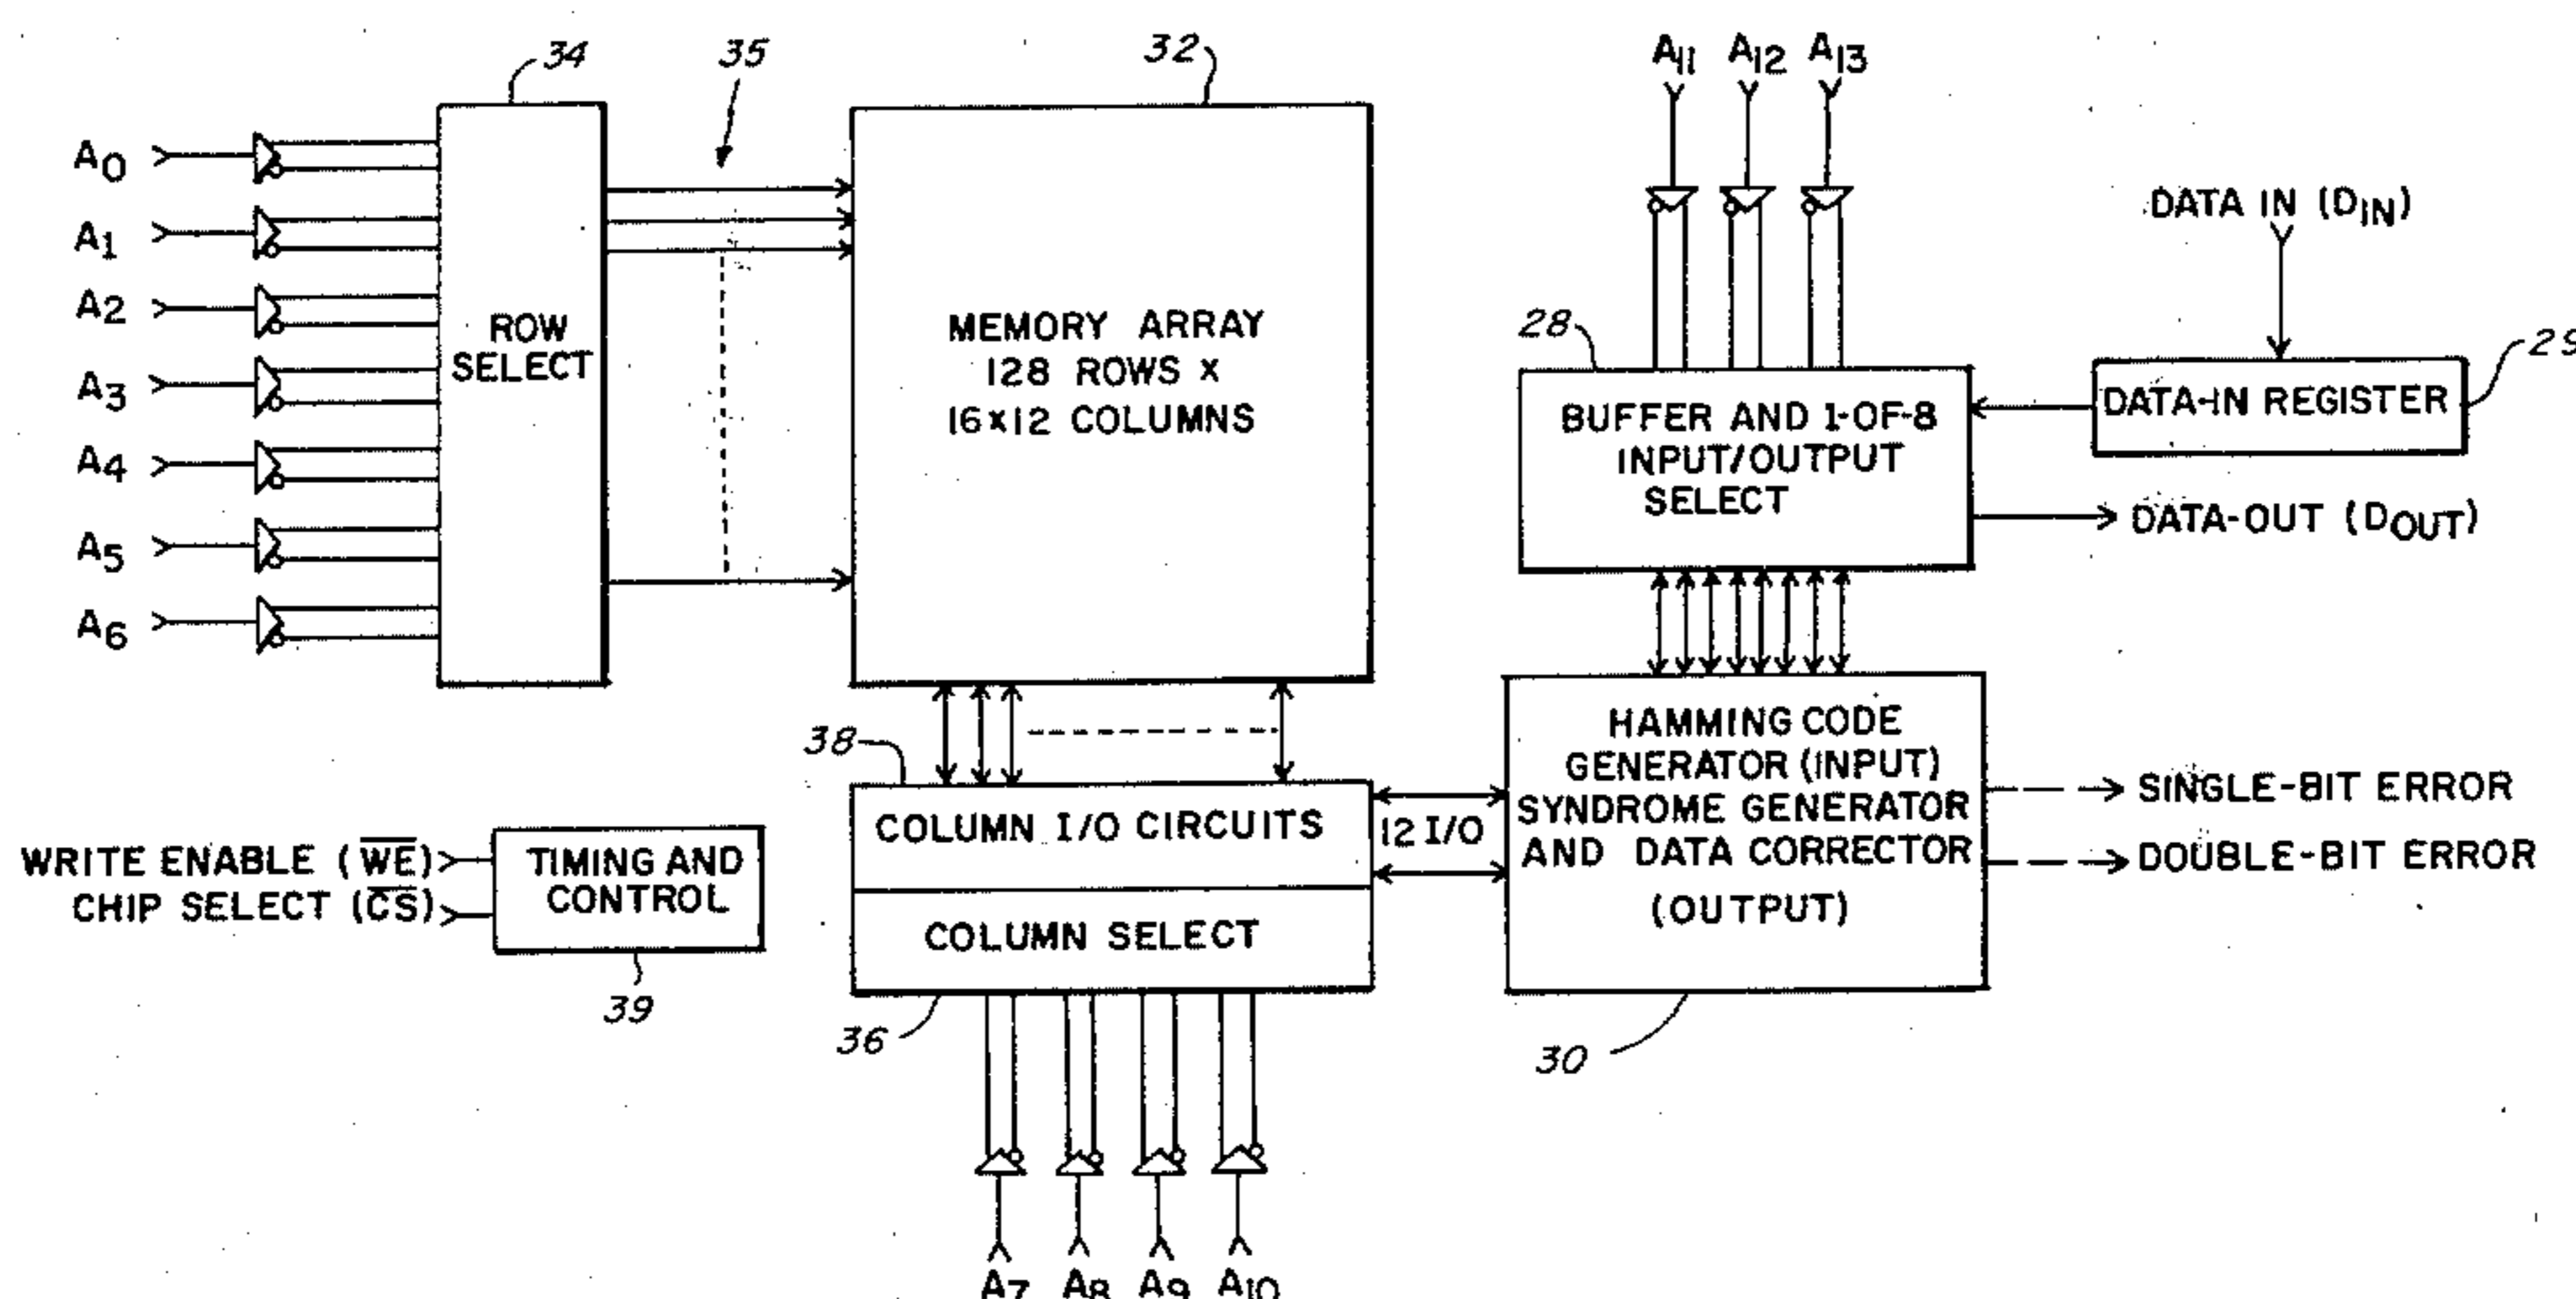 34
35
32
A0
A1
A2
A3
A4
A5
A6
ROW
SELECT
MEMORY ARRAY
128 ROWS x
16x12 COLUMNS
A11 A12 A13
DATA IN (DIN)
28
29
BUFFER AND 1-OF-8
INPUT/OUTPUT
SELECT
DATA-IN REGISTER
DATA-OUT (DOUT)
38
COLUMN I/O CIRCUITS
COLUMN SELECT
36
12 I/O
HAMMING CODE
GENERATOR (INPUT)
SYNDROME GENERATOR
AND DATA CORRECTOR
(OUTPUT)
30
SINGLE-BIT ERROR
DOUBLE-BIT ERROR
WRITE ENABLE (W̅E̅)
CHIP SELECT (C̅S̅)
TIMING AND
CONTROL
39
A7 A8 A9 A10